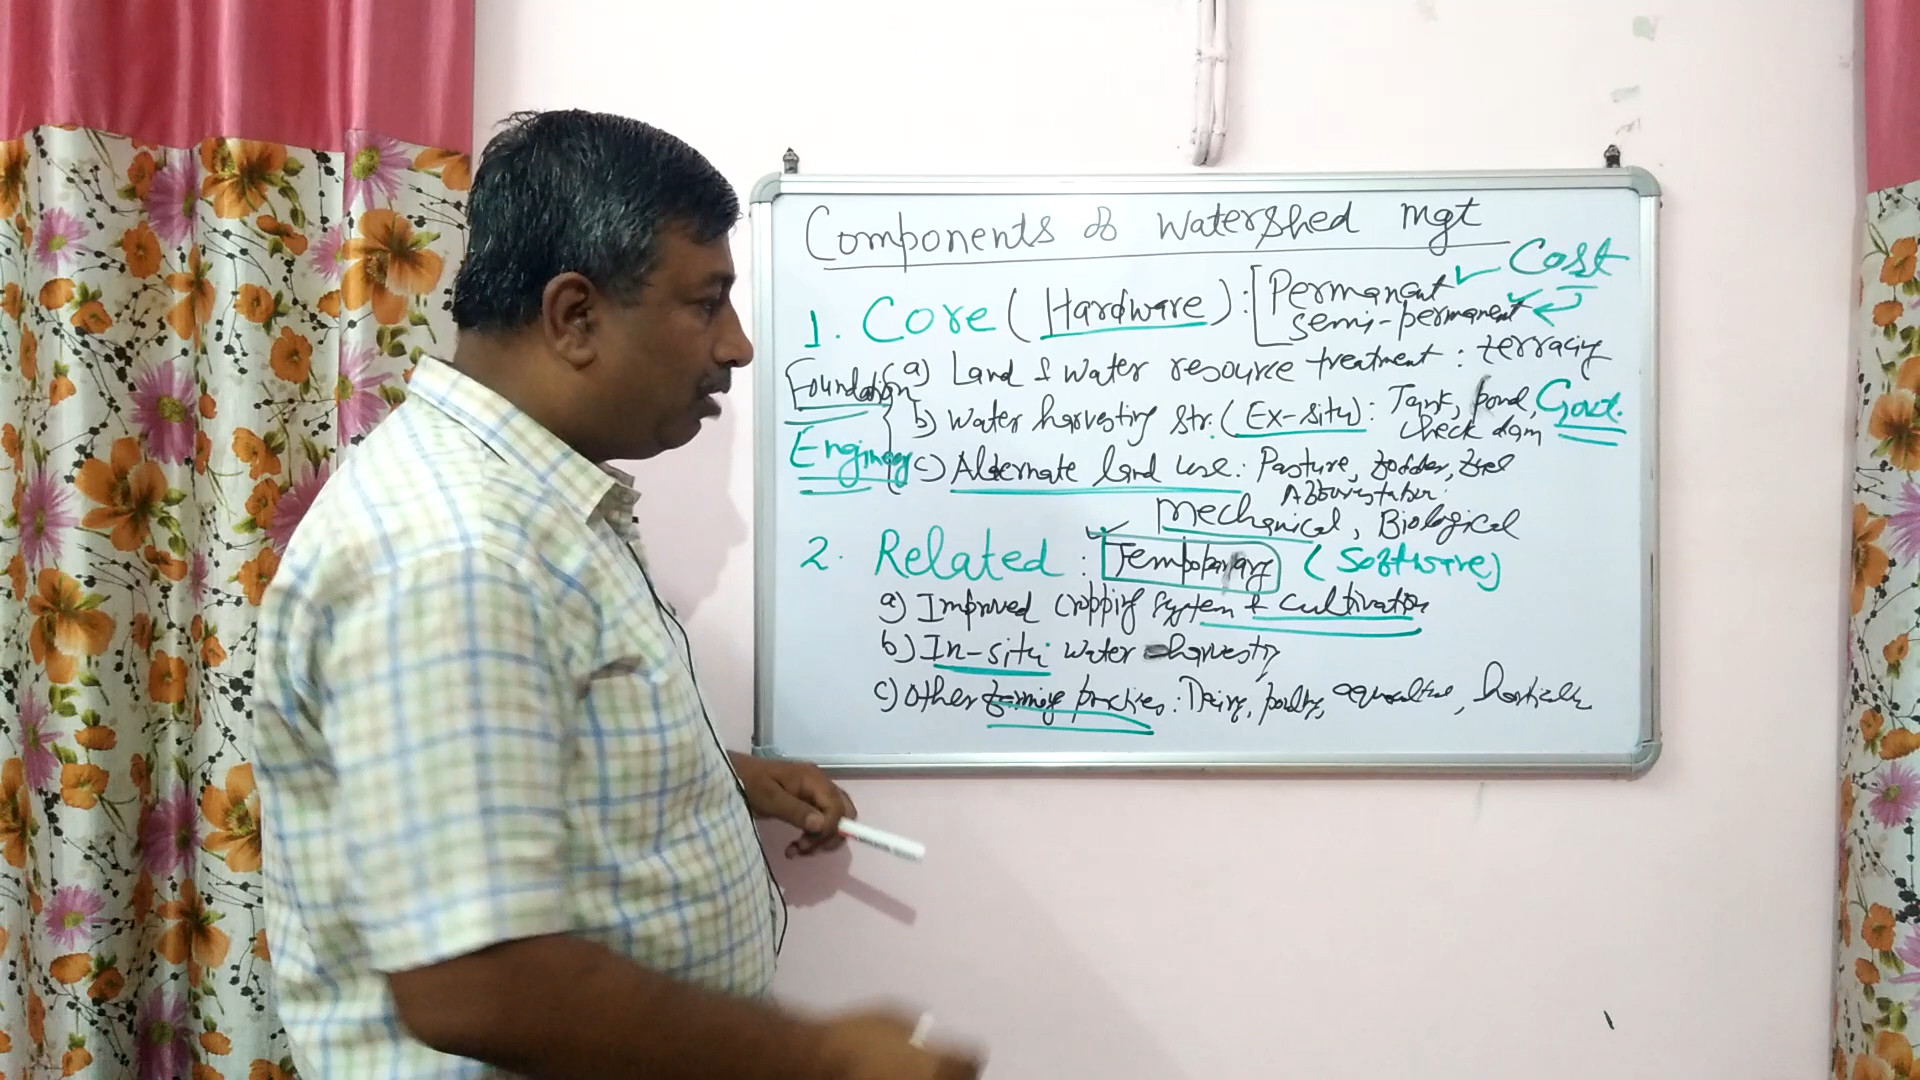 Components of Watershed mgt
Cost
1. Core (Hardware) : [Permanent
semi-permanent
Foundation
a) Land & water resource treatment : terracing
b) Water harvesting str. (Ex-situ) : Tank, pond, Govt.
check dam
Engineering
c) Alternate land use : Pasture, fodder, fuel
Afforestation.
Mechanical, Biological
2. Related : Tempoparary (Software)
a) Improved cropping system & cultivation
b) In-situ water harvesting
c) Other farming practices : Dairy, poultry, aquaculture, horticulture